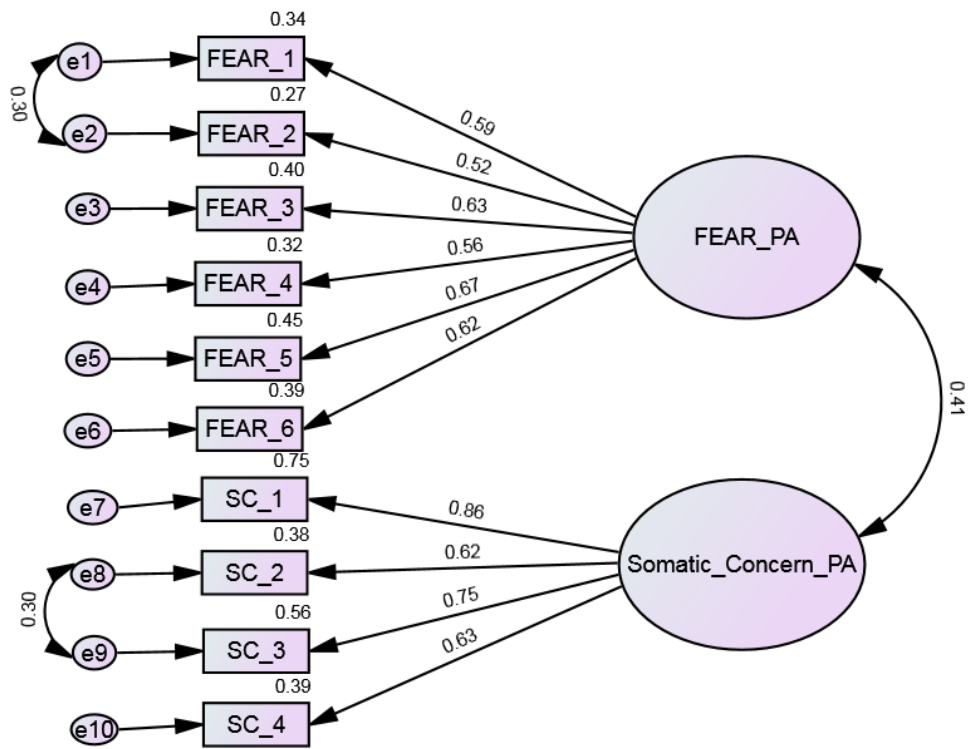 0.34
e1
FEAR_1
0.27
0.59
0.30
e2
FEAR_2
0.52
0.40
e3
FEAR_3
0.63
FEAR_PA
0.32
e4
FEAR_4
0.56
0.45
0.67
e5
FEAR_5
0.62
0.39
e6
FEAR_6
0.41
0.75
e7
SC_1
0.86
0.38
e8
SC_2
0.62
Somatic_Concern_PA
0.30
0.56
0.75
e9
SC_3
0.63
0.39
e10
SC_4